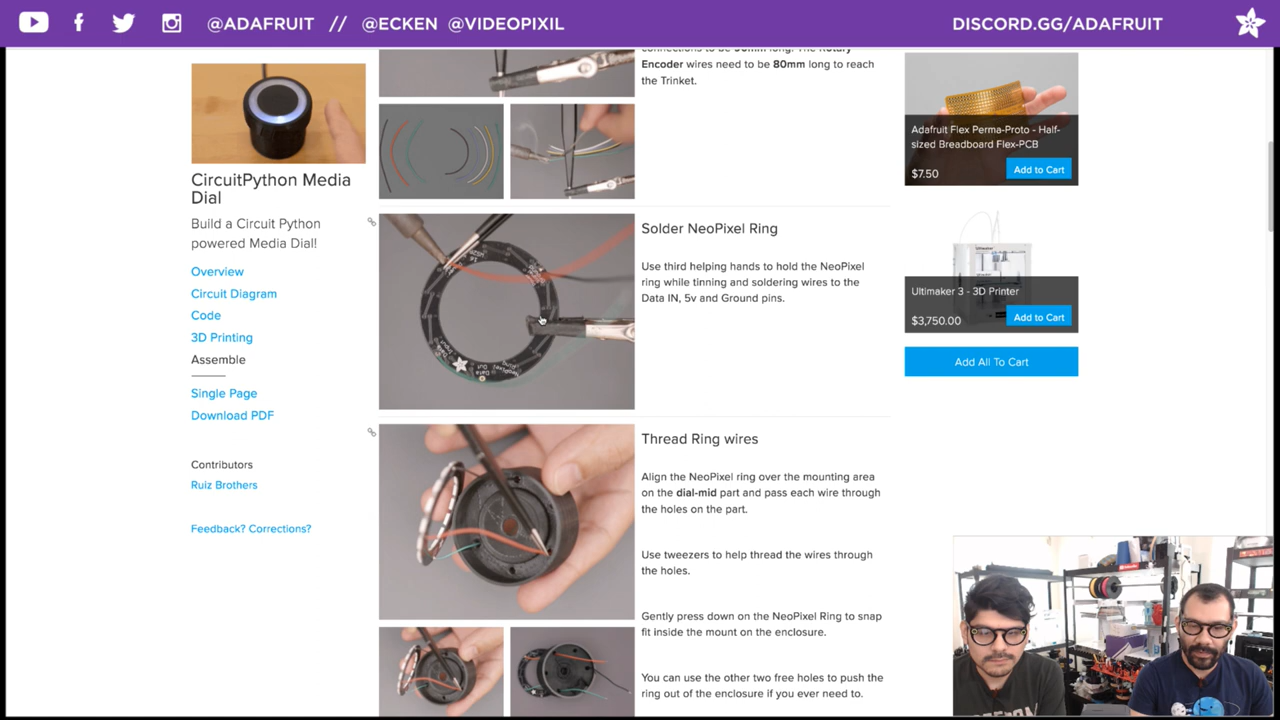 @ADAFRUIT // @ECKEN @VIDEOPIXIL
DISCORD.GG/ADAFRUIT
CircuitPython Media
Dial
Build a Circuit Python
powered Media Dial!
Overview
Circuit Diagram
Code
3D Printing
Assemble
Single Page
Download PDF
Contributors
Ruiz Brothers
Feedback? Corrections?
connections to be 90mm long. The Rotary
Encoder wires need to be 80mm long to reach
the Trinket.
Solder NeoPixel Ring
Use third helping hands to hold the NeoPixel
ring while tinning and soldering wires to the
Data IN, 5v and Ground pins.
Thread Ring wires
Align the NeoPixel ring over the mounting area
on the dial-mid part and pass each wire through
the holes on the part.
Use tweezers to help thread the wires through
the holes.
Gently press down on the NeoPixel Ring to snap
fit inside the mount on the enclosure.
You can use the other two free holes to push the
ring out of the enclosure if you ever need to.
Adafruit Flex Perma-Proto - Half-
sized Breadboard Flex-PCB
$7.50
Add to Cart
Ultimaker 3 - 3D Printer
$3,750.00
Add to Cart
Add All To Cart